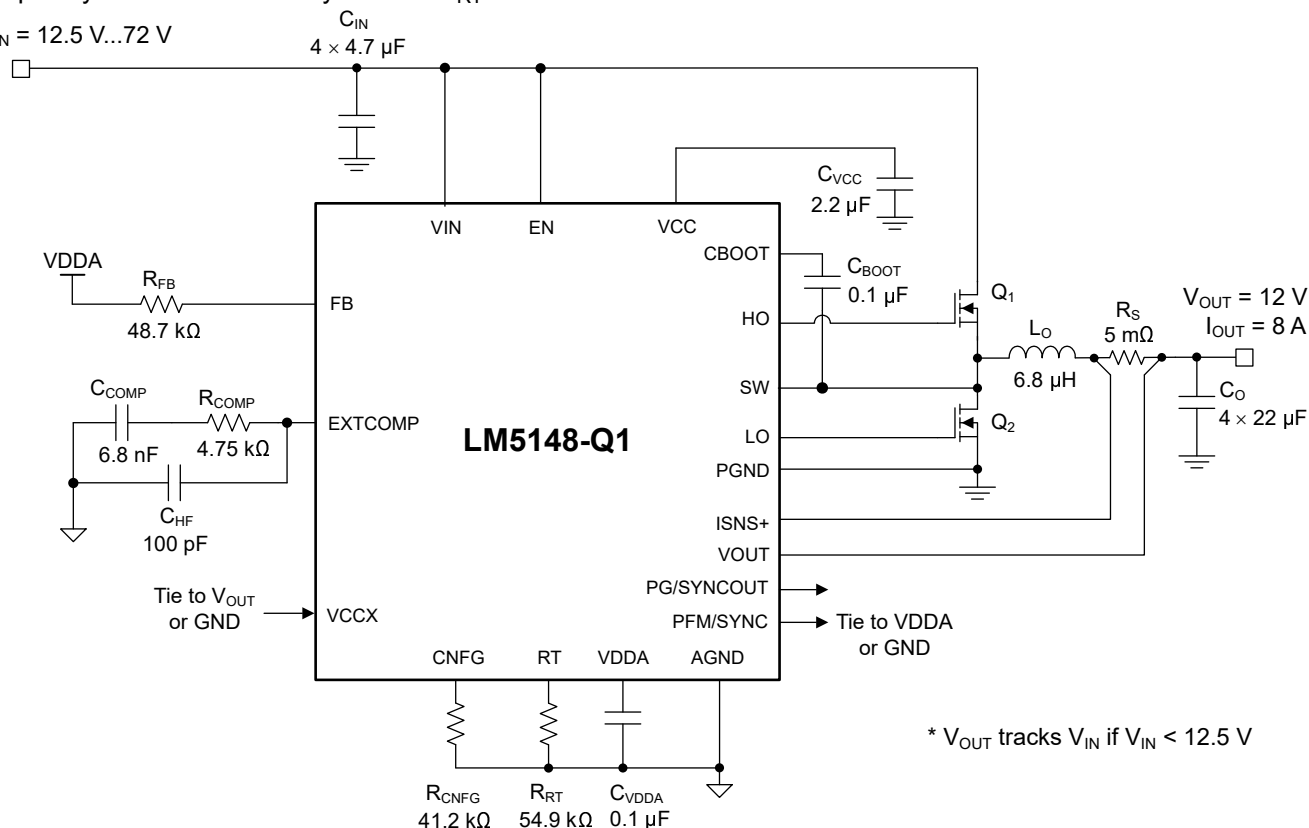 IN = 12.5 V...72 V
CIN
4 × 4.7 µF
CVCC
2.2 µF
VIN
EN
VCC
VDDA
RFB
48.7 kΩ
FB
CBOOT
CBOOT
0.1 µF
HO
Q1
VOUT = 12 V
IOUT = 8 A
LO
6.8 µH
RS
5 mΩ
CO
4 × 22 µF
SW
CCOMP
6.8 nF
RCOMP
4.75 kΩ
EXTCOMP
LM5148-Q1
LO
Q2
PGND
CHF
100 pF
ISNS+
VOUT
PG/SYNCOUT
Tie to VOUT
or GND
VCCX
PFM/SYNC
Tie to VDDA
or GND
CNFG
RT
VDDA
AGND
* VOUT tracks VIN if VIN < 12.5 V
RCNFG
41.2 kΩ
RRT
54.9 kΩ
CVDDA
0.1 µF